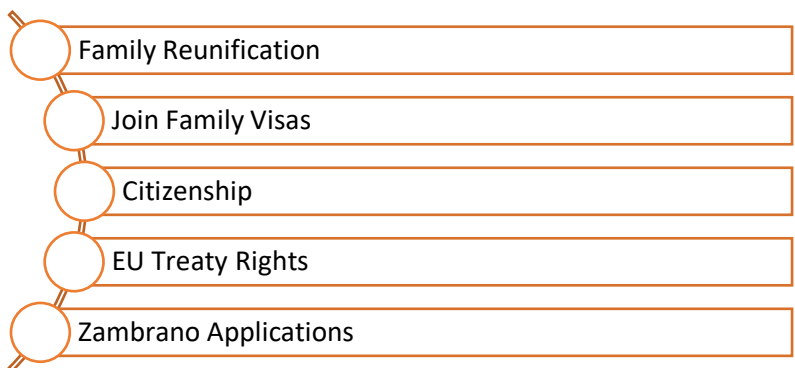 Family Reunification
Join Family Visas
Citizenship
EU Treaty Rights
Zambrano Applications